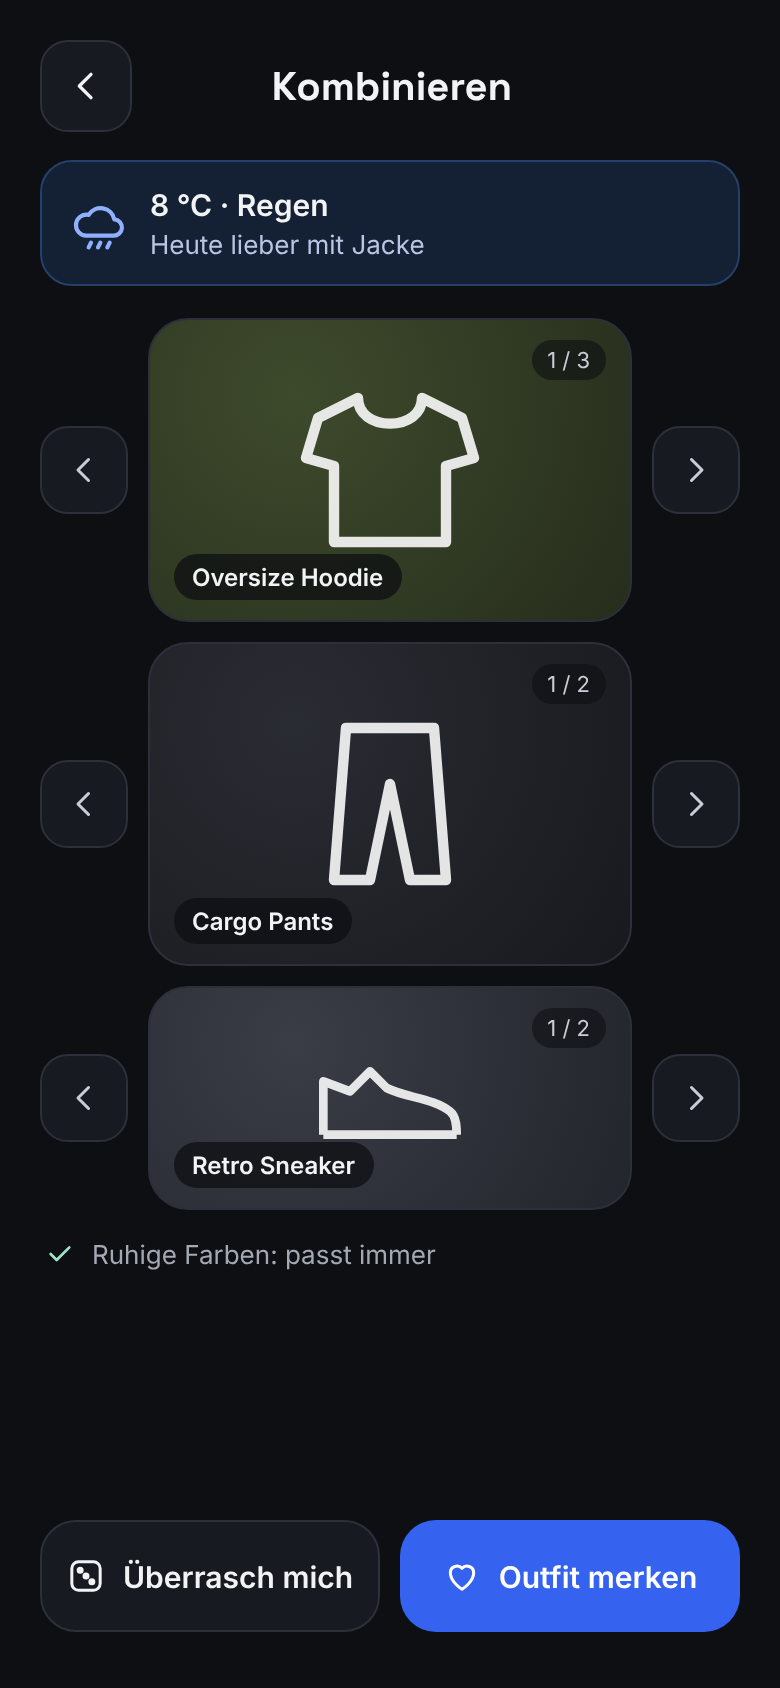 Kombinieren
8 °C · Regen
Heute lieber mit Jacke
1 / 3
Oversize Hoodie
1 / 2
Cargo Pants
1 / 2
Retro Sneaker
Ruhige Farben: passt immer
Überrasch mich
Outfit merken